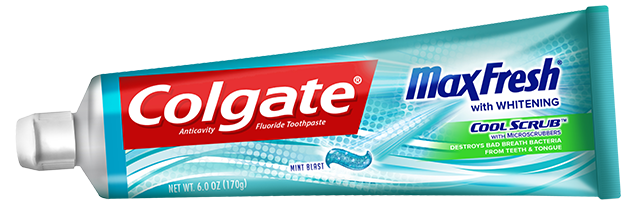 Colgate®
Anticavity Fluoride Toothpaste
MINT BLAST
NET WT. 6.0 OZ (170g)
MaxFresh®
with WHITENING
COOL SCRUB™
WITH MICROSCRUBBERS
DESTROYS BAD BREATH BACTERIA
FROM TEETH & TONGUE